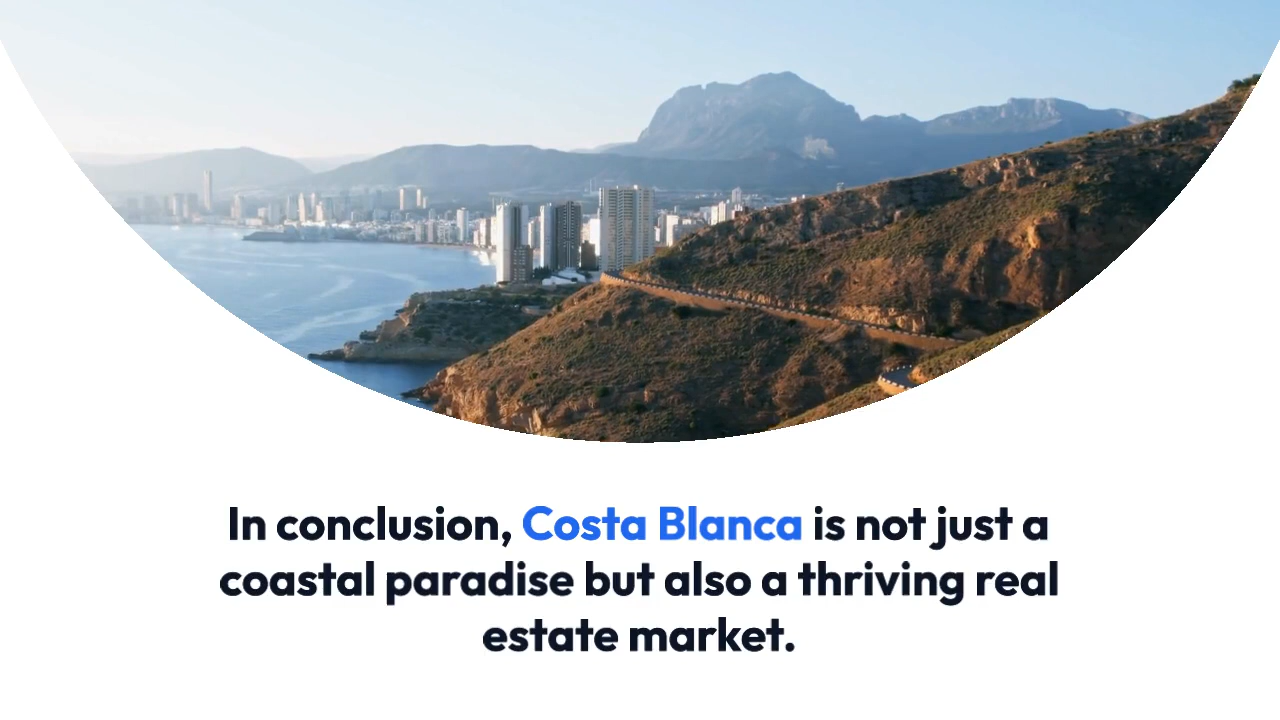 In conclusion, Costa Blanca is not just a
coastal paradise but also a thriving real
estate market.